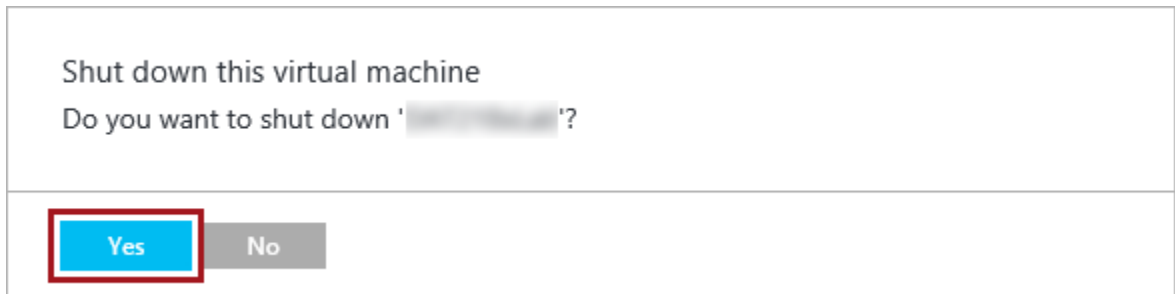 Shut down this virtual machine
Do you want to shut down ' '?
Yes No